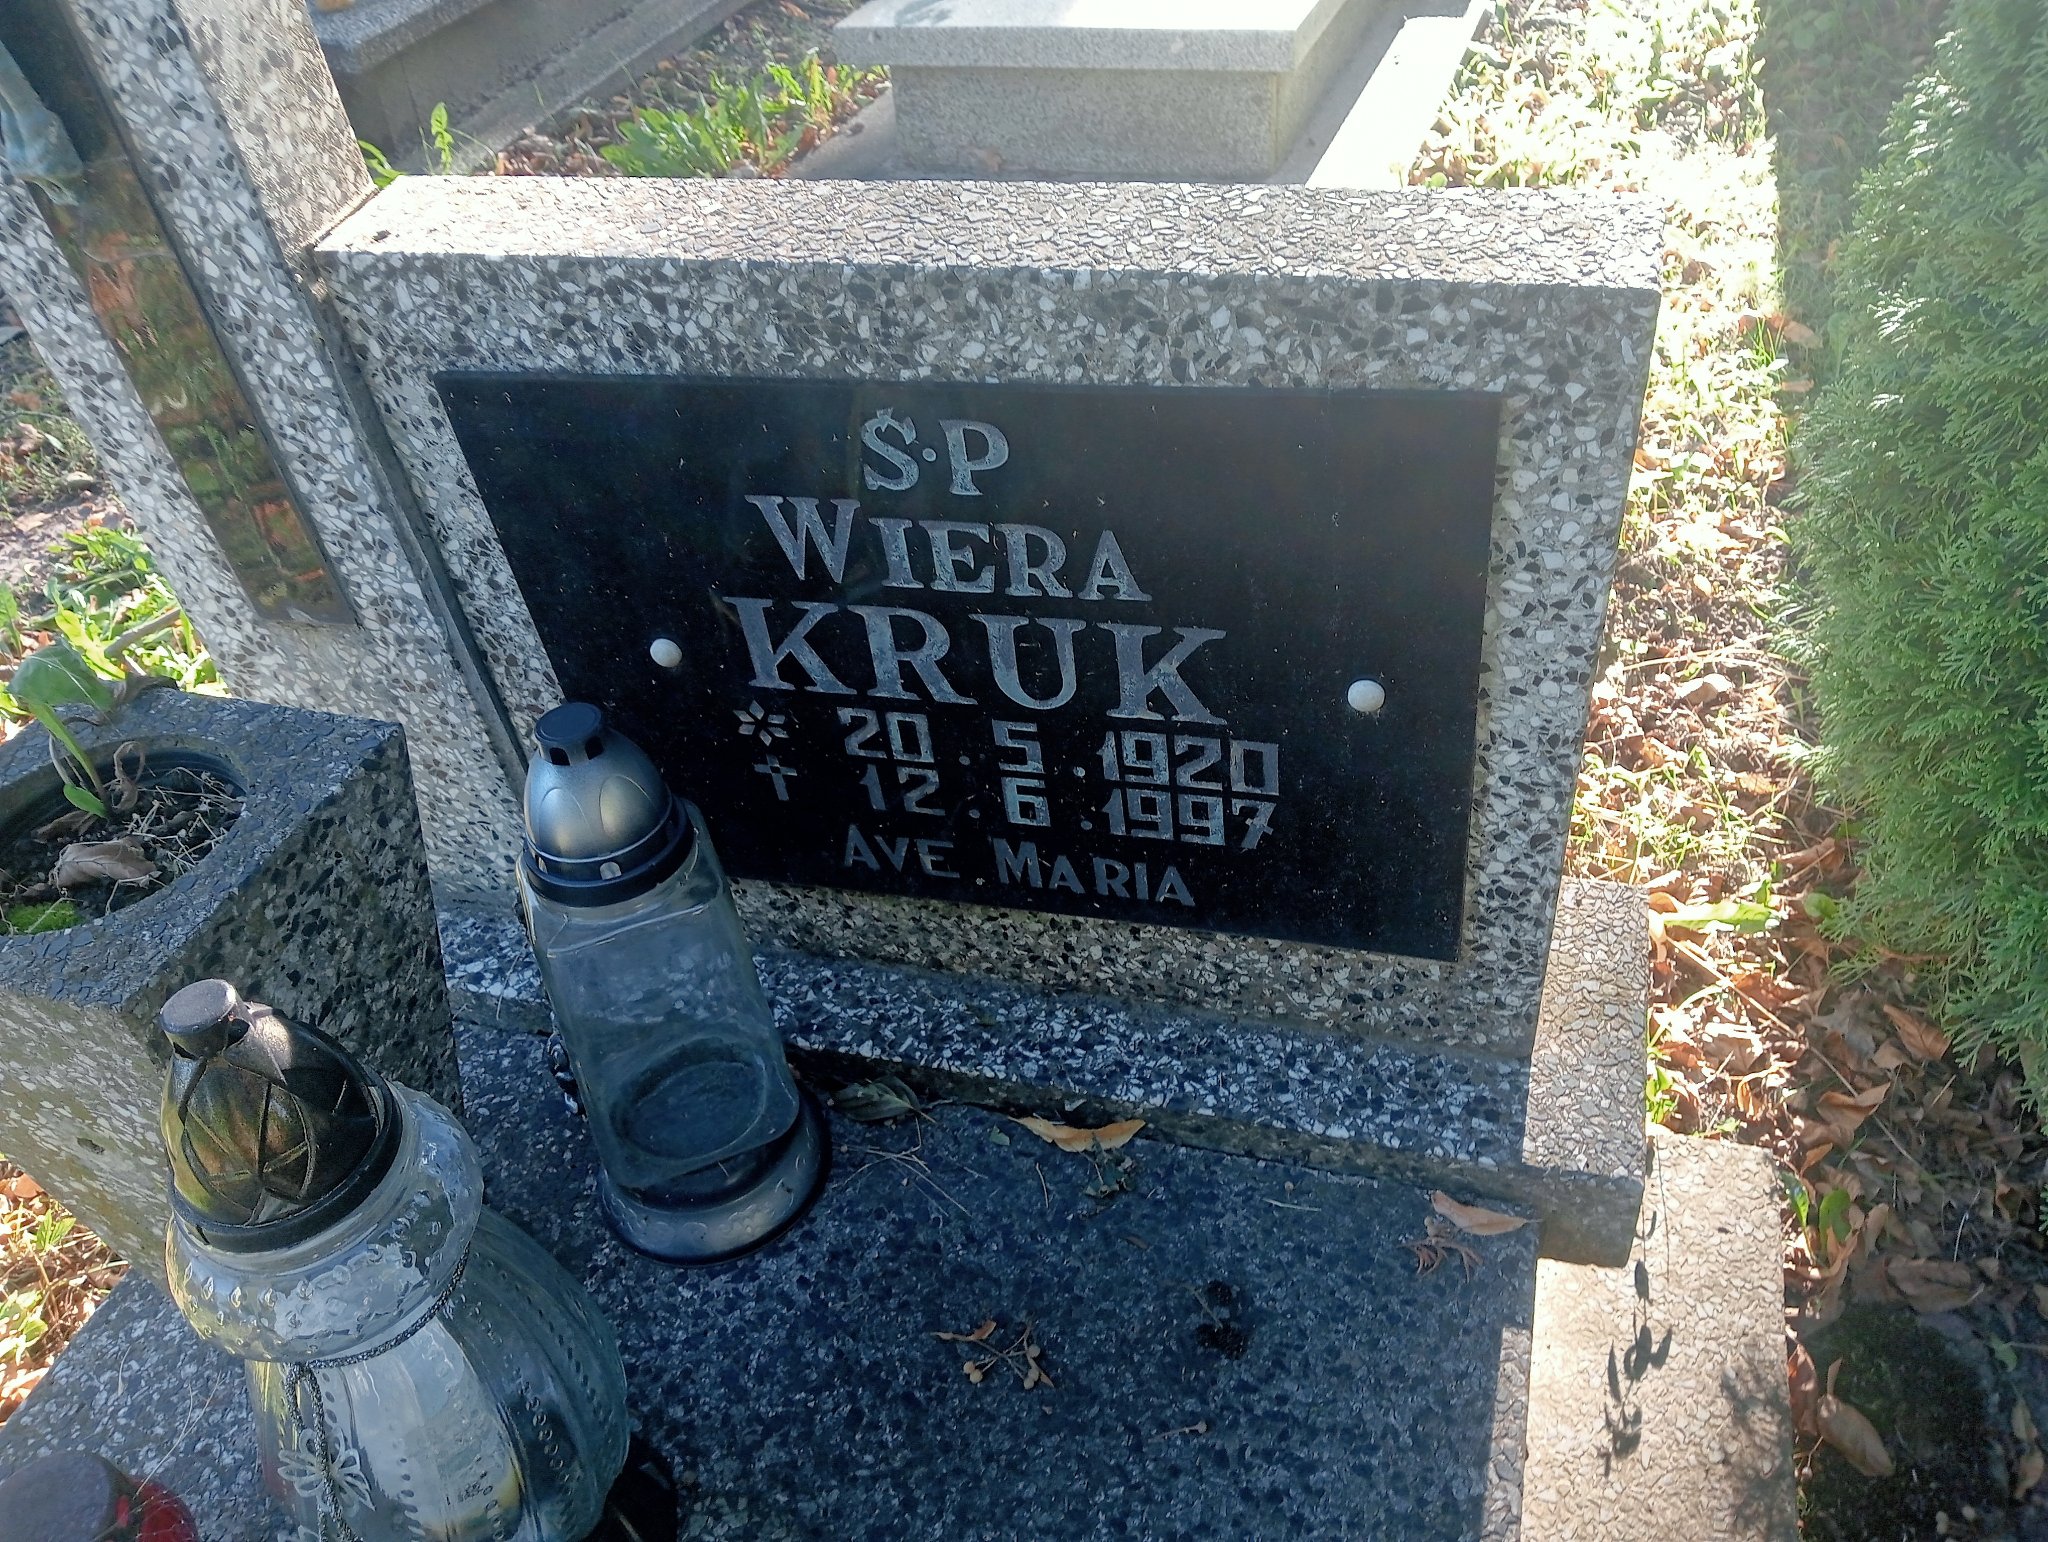 Ś.P
WIERA
KRUK
* 20.5.1920
✝ 12.6.1997
AVE MARIA